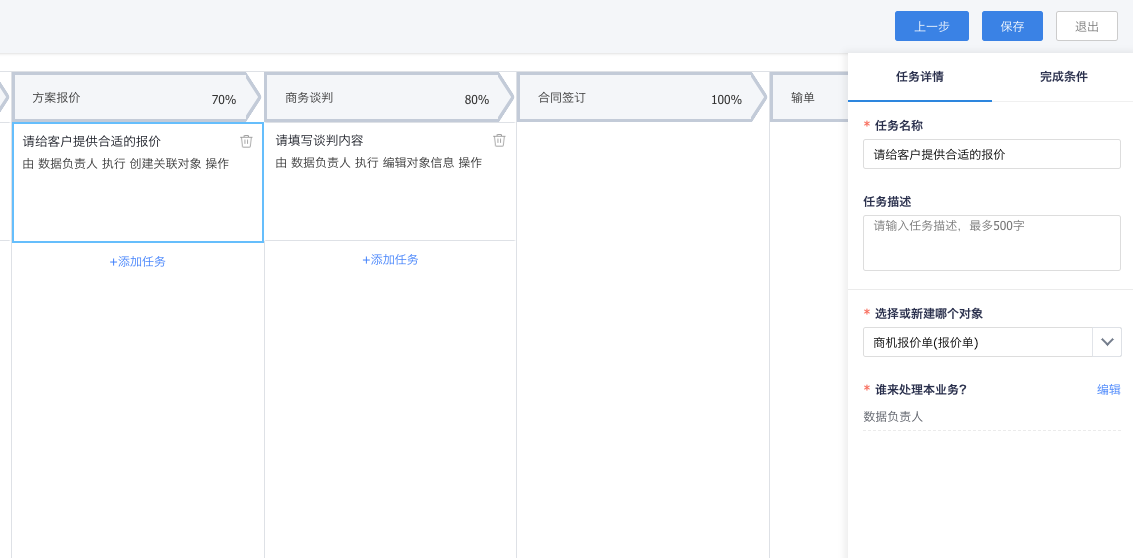 上一步
保存
退出
方案报价 70%
商务谈判 80%
合同签订 100%
输单
请给客户提供合适的报价
由 数据负责人 执行 创建关联对象 操作
+添加任务
请填写谈判内容
由 数据负责人 执行 编辑对象信息 操作
+添加任务
任务详情
完成条件
* 任务名称
请给客户提供合适的报价
任务描述
请输入任务描述，最多500字
* 选择或新建哪个对象
商机报价单(报价单)
* 谁来处理本业务?
编辑
数据负责人